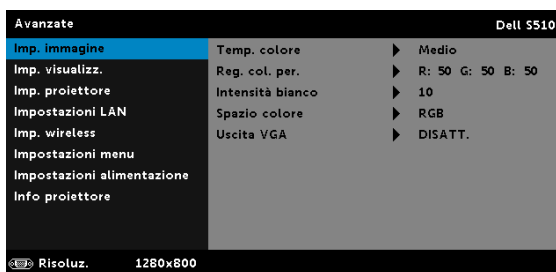 Avanzate Dell S510
Imp. immagine Temp. colore Medio
Imp. visualizz. Reg. col. per. R: 50 G: 50 B: 50
Imp. proiettore Intensità bianco 10
Impostazioni LAN Spazio colore RGB
Imp. wireless Uscita VGA DISATT.
Impostazioni menu
Impostazioni alimentazione
Info proiettore
Risoluz. 1280x800